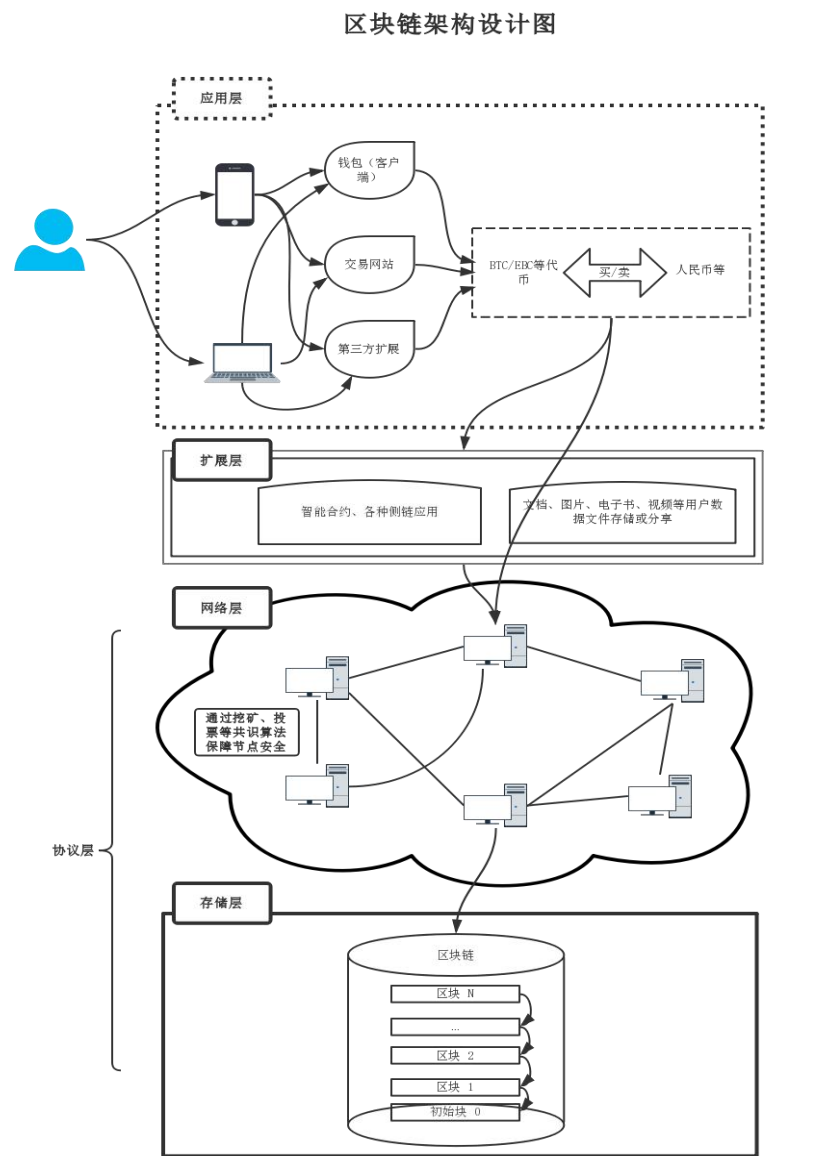 区块链架构设计图
应用层
钱包（客户
端）
交易网站
BTC/EBC等代
币
买/卖
人民币等
第三方扩展
扩展层
智能合约、各种侧链应用
文档、图片、电子书、视频等用户数
据文件存储或分享
网络层
通过挖矿、投
票等共识算法
保障节点安全
协议层
存储层
区块链
区块 N
...
区块 2
区块 1
初始块 0